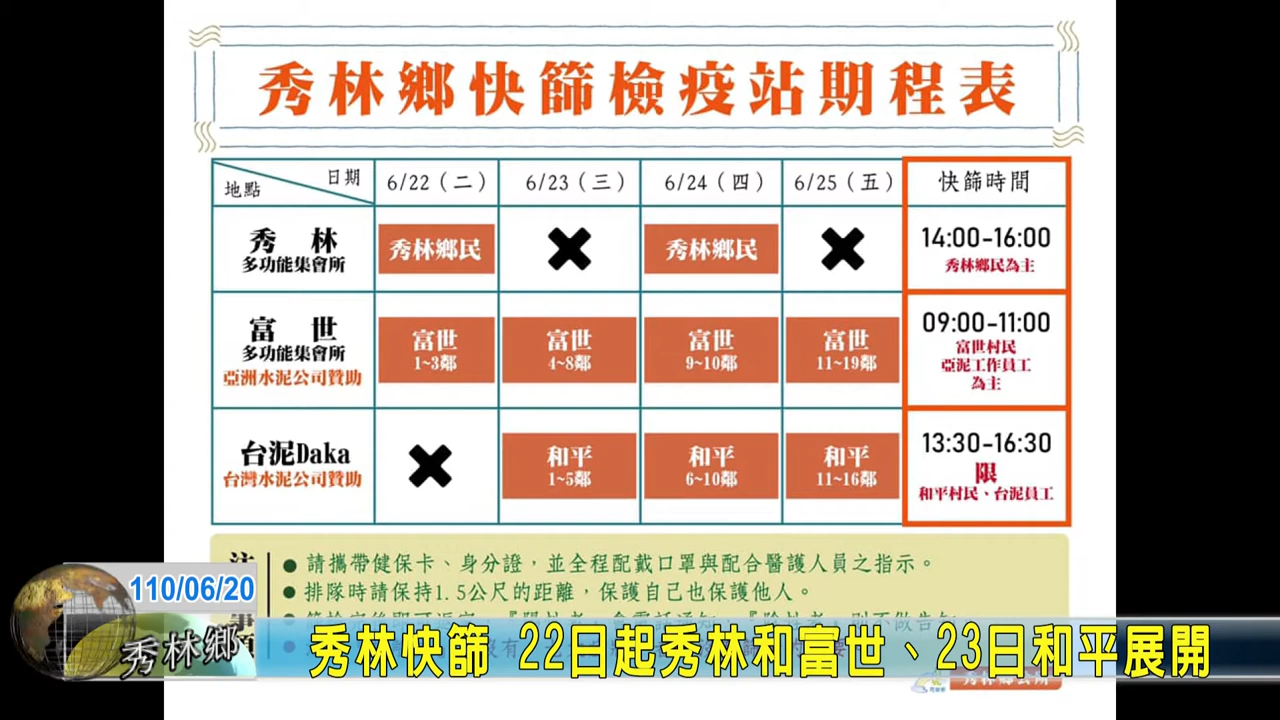 秀林鄉快篩檢疫站期程表
日期
地點
6/22（二）
6/23（三）
6/24（四）
6/25（五）
快篩時間
秀 林
多功能集會所
秀林鄉民
秀林鄉民
14:00-16:00
秀林鄉民為主
富 世
多功能集會所
亞洲水泥公司贊助
富世
1~3鄰
富世
4~8鄰
富世
9~10鄰
富世
11~19鄰
09:00-11:00
富世村民
亞泥工作員工
為主
台泥Daka
台灣水泥公司贊助
和平
1~5鄰
和平
6~10鄰
和平
11~16鄰
13:30-16:30
限
和平村民、台泥員工
● 請攜帶健保卡、身分證，並全程配戴口罩與配合醫護人員之指示。
● 排隊時請保持1.5公尺的距離，保護自己也保護他人。
110/06/20
秀林鄉
秀林快篩 22日起秀林和富世、23日和平展開